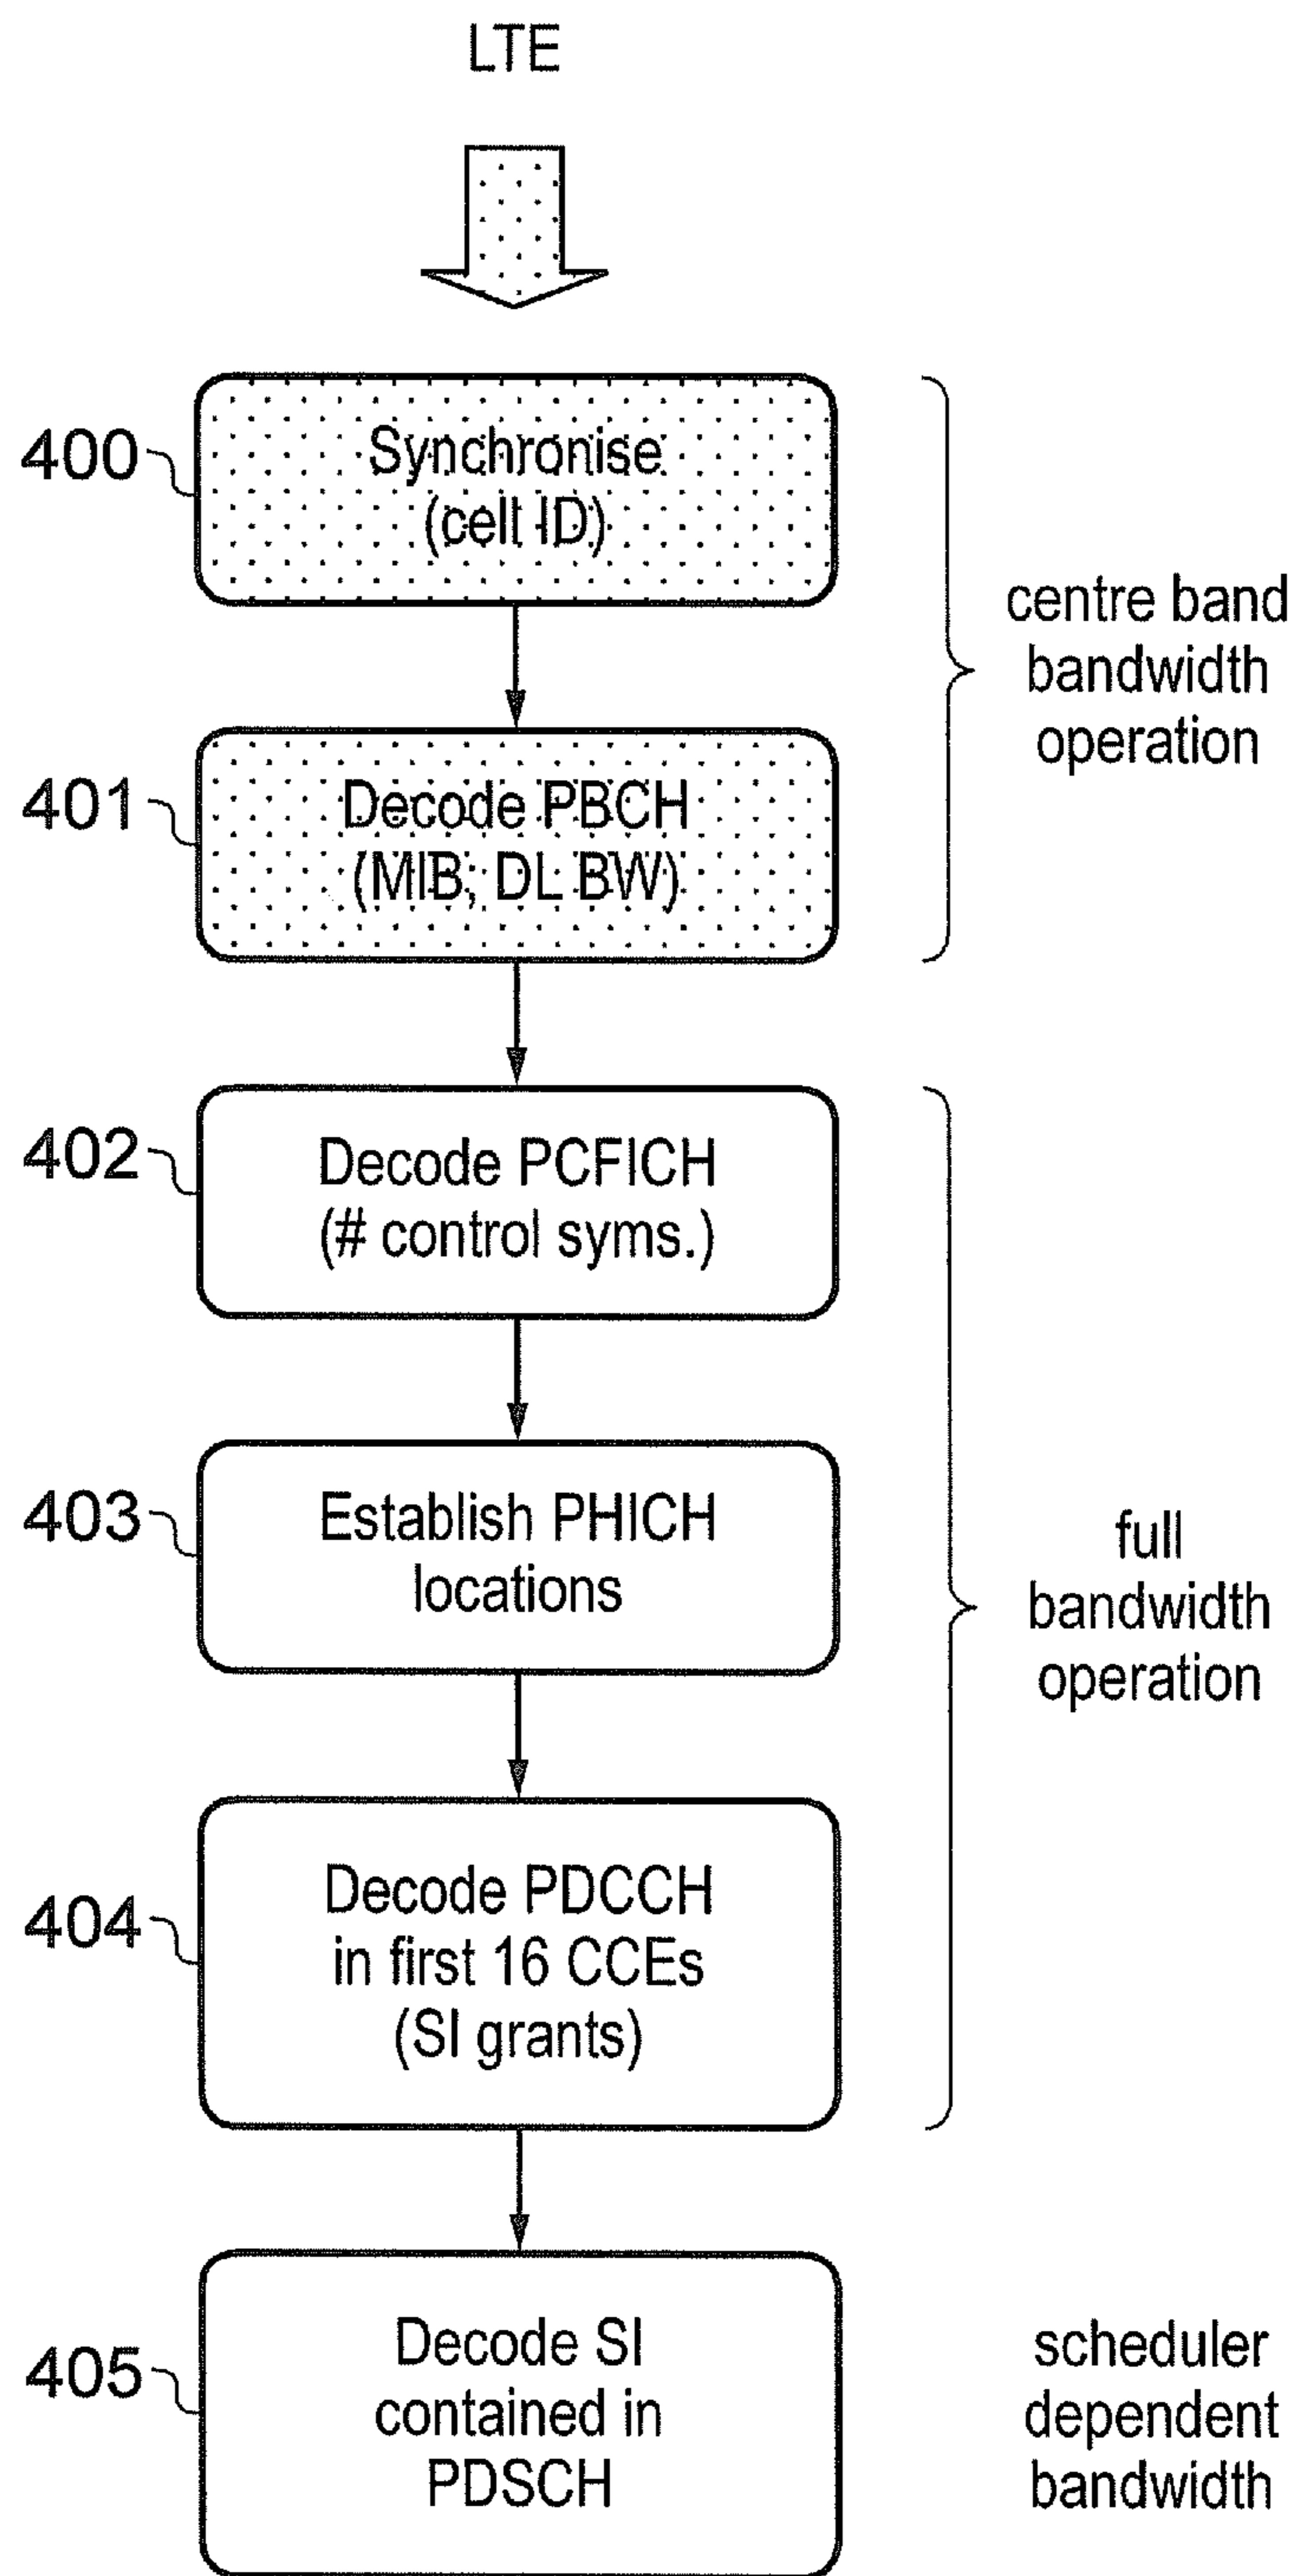 LTE
400
Synchronise
(cell ID)
centre band
bandwidth
operation
401
Decode PBCH
(MIB; DL BW)
402
Decode PCFICH
(# control syms.)
403
Establish PHICH
locations
full
bandwidth
operation
404
Decode PDCCH
in first 16 CCEs
(SI grants)
405
Decode SI
contained in
PDSCH
scheduler
dependent
bandwidth